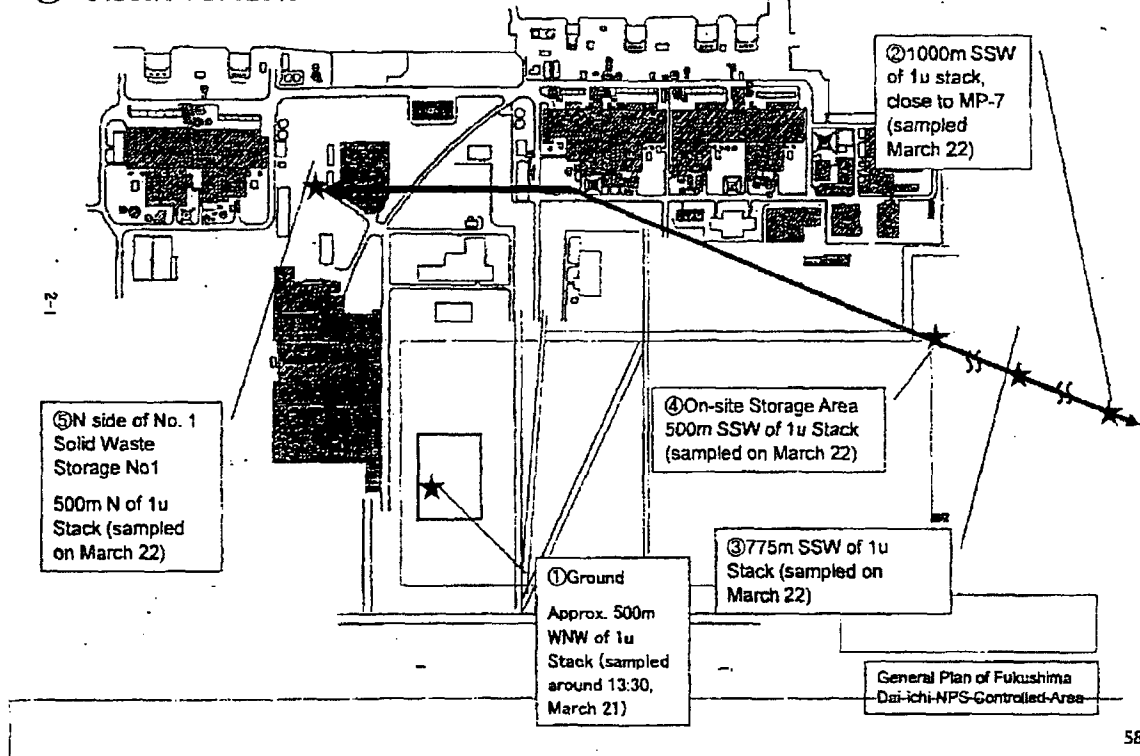 ②1000m SSW
of 1u stack,
close to MP-7
(sampled
March 22)
2-1
④On-site Storage Area
500m SSW of 1u Stack
(sampled on March 22)
⑤N side of No. 1
Solid Waste
Storage No1
500m N of 1u
Stack (sampled
on March 22)
③775m SSW of 1u
Stack (sampled on
March 22)
①Ground
Approx. 500m
WNW of 1u
Stack (sampled
around 13:30,
March 21)
General Plan of Fukushima
Dai-ichi NPS Controlled Area
58